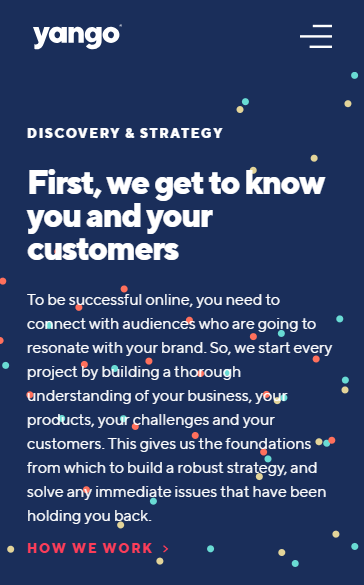 yango
DISCOVERY & STRATEGY
First, we get to know
you and your
customers
To be successful online, you need to
connect with audiences who are going to
resonate with your brand. So, we start every
project by building a thorough
understanding of your business, your
products, your challenges and your
customers. This gives us the foundations
from which to build a robust strategy, and
solve any immediate issues that have been
holding you back.
HOW WE WORK >